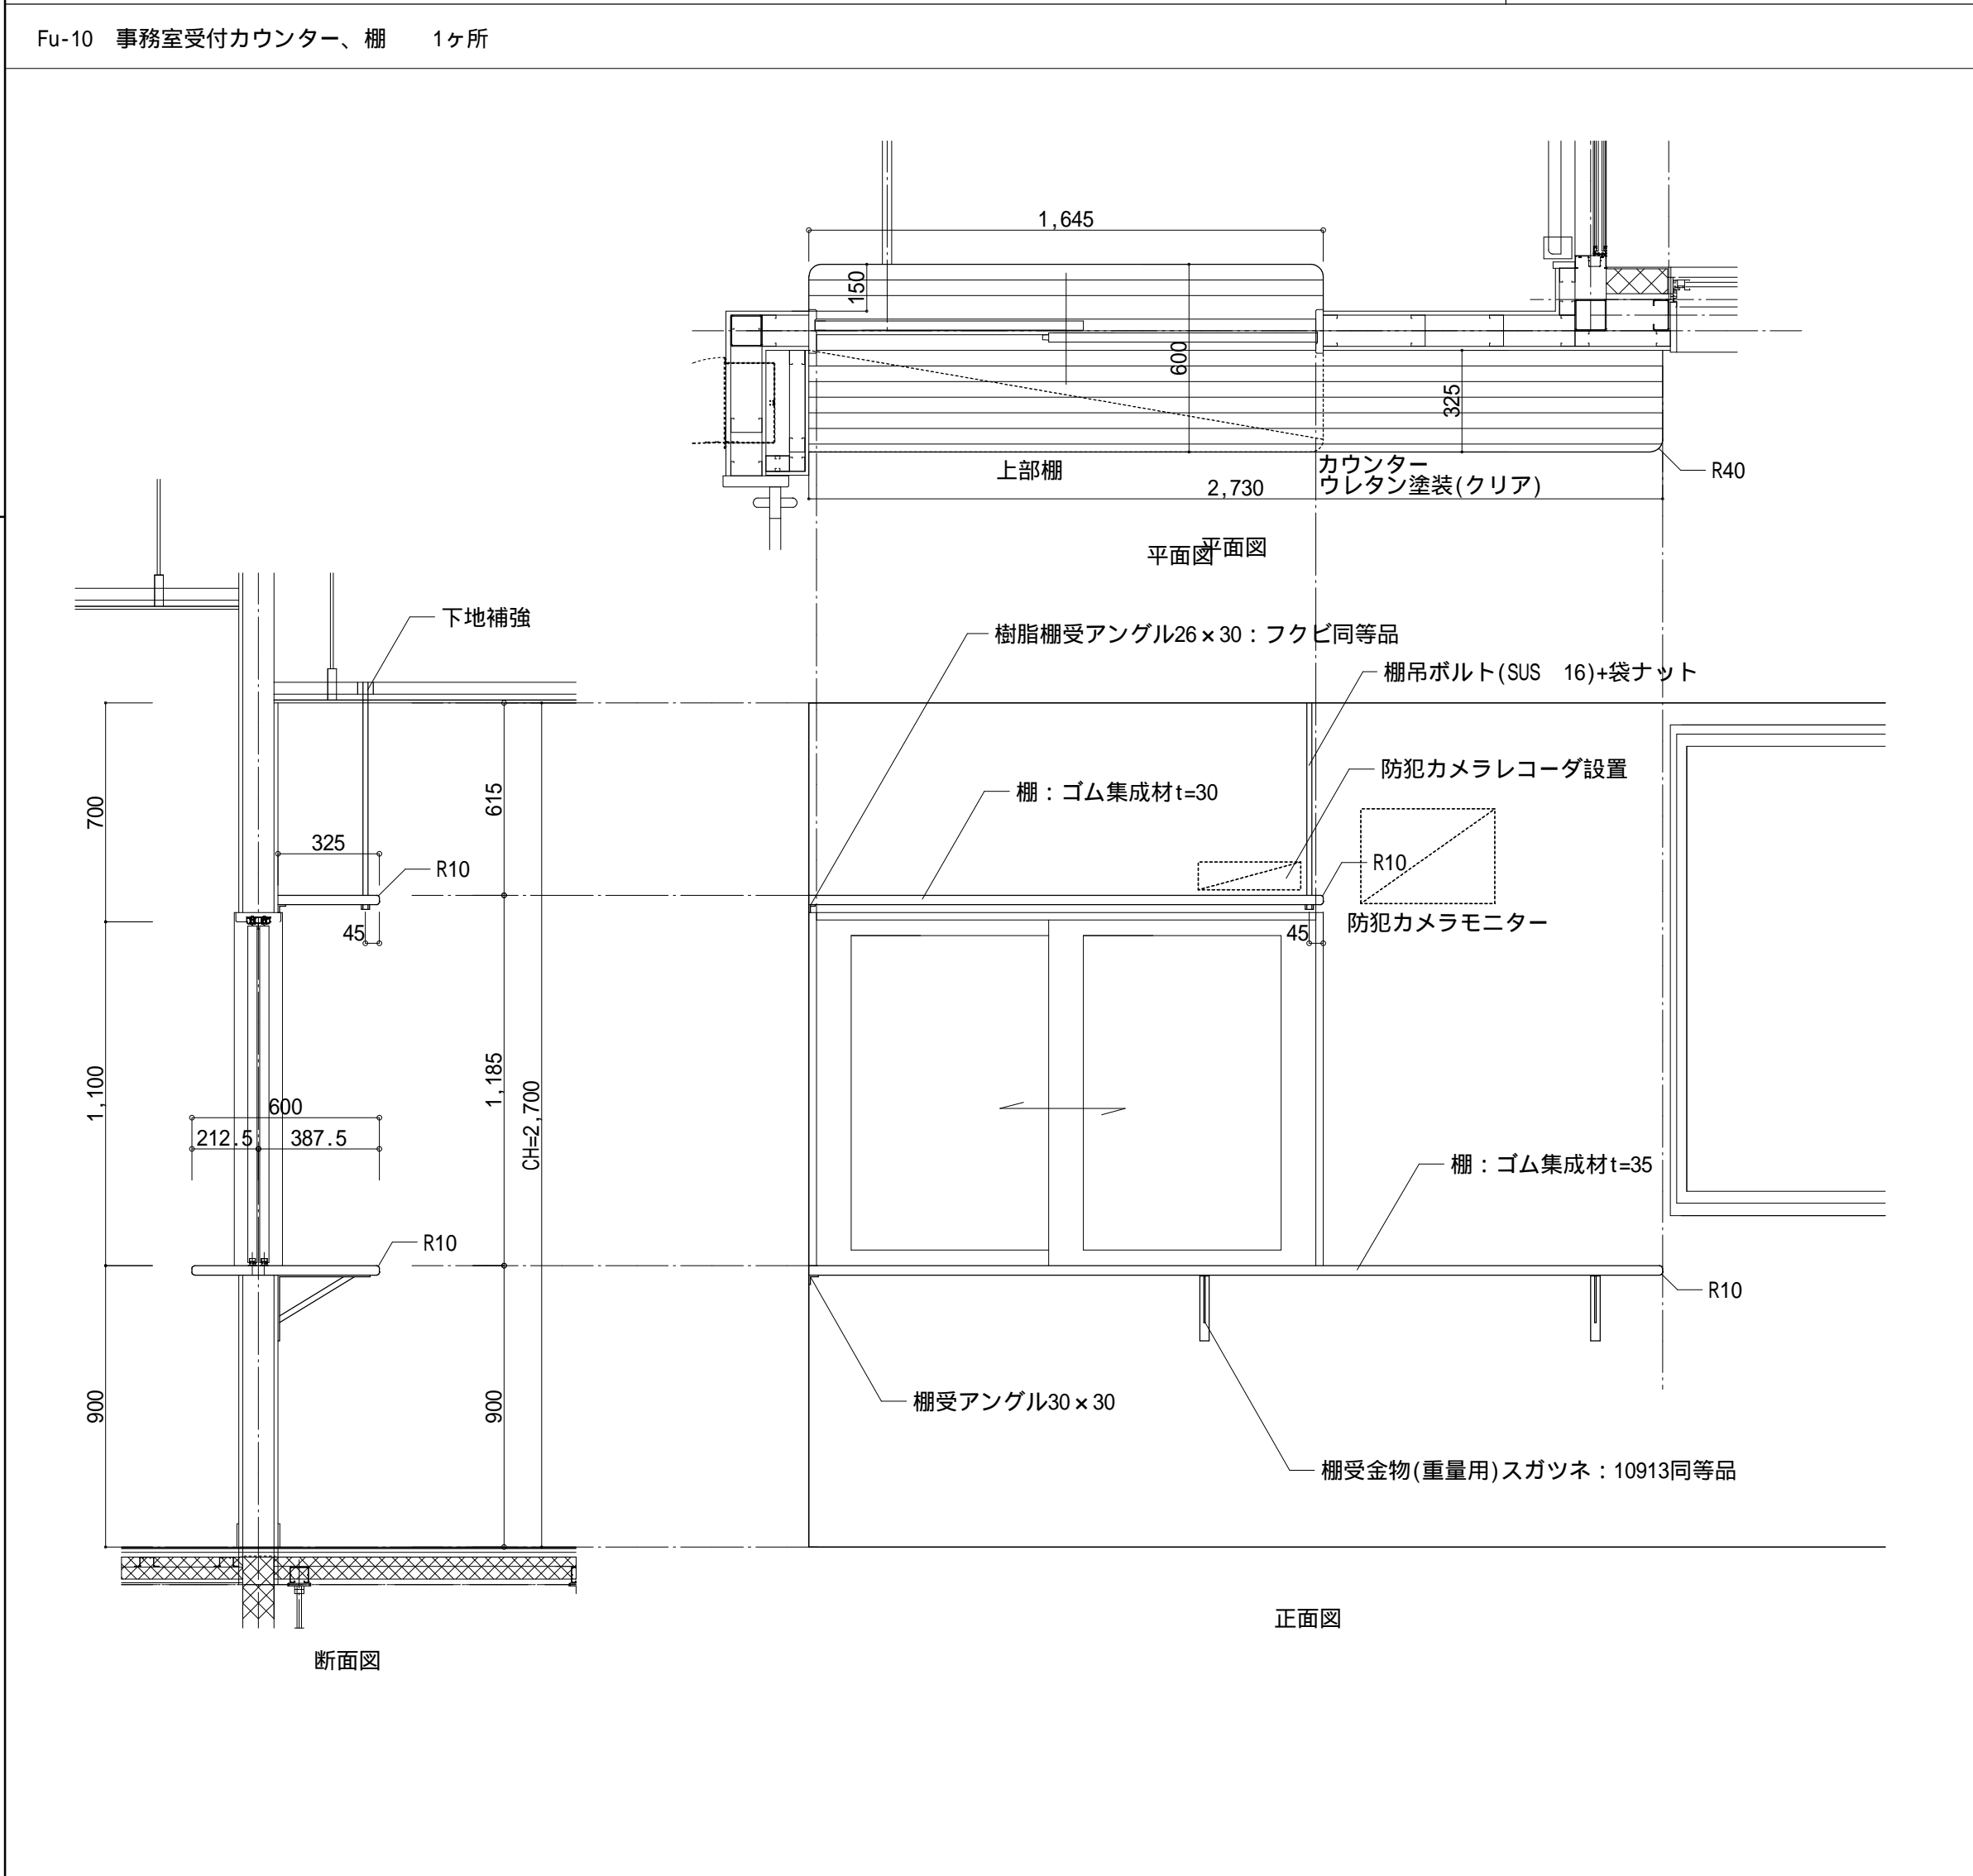 Fu-10　事務室受付カウンター、棚　　1ヶ所
1,645
150
600
325
上部棚
カウンター
ウレタン塗装(クリア)
R40
2,730
平面図
平面図
下地補強
樹脂棚受アングル26×30：フクビ同等品
棚吊ボルト(SUS　16)+袋ナット
防犯カメラレコーダ設置
棚：ゴム集成材t=30
700
615
325
R10
R10
45
45
防犯カメラモニター
1,100
1,185
CH=2,700
600
212.5
387.5
棚：ゴム集成材t=35
R10
R10
900
900
棚受アングル30×30
棚受金物(重量用)スガツネ：10913同等品
正面図
断面図